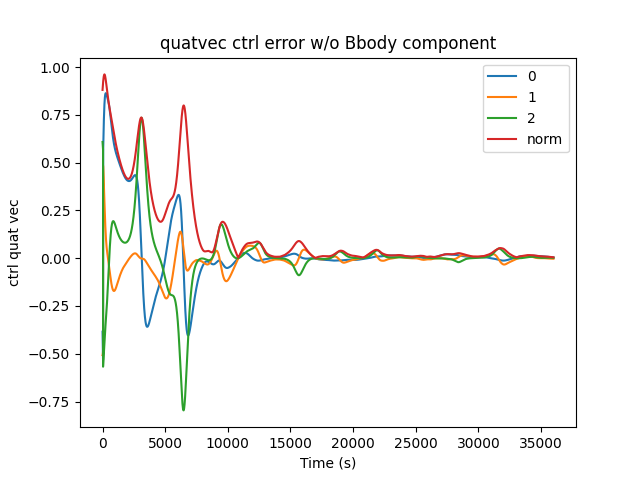 quatvec ctrl error w/o Bbody component
1.00
0.75
0.50
0.25
0.00
−0.25
−0.50
−0.75
ctrl quat vec
0
1
2
norm
0 5000 10000 15000 20000 25000 30000 35000
Time (s)